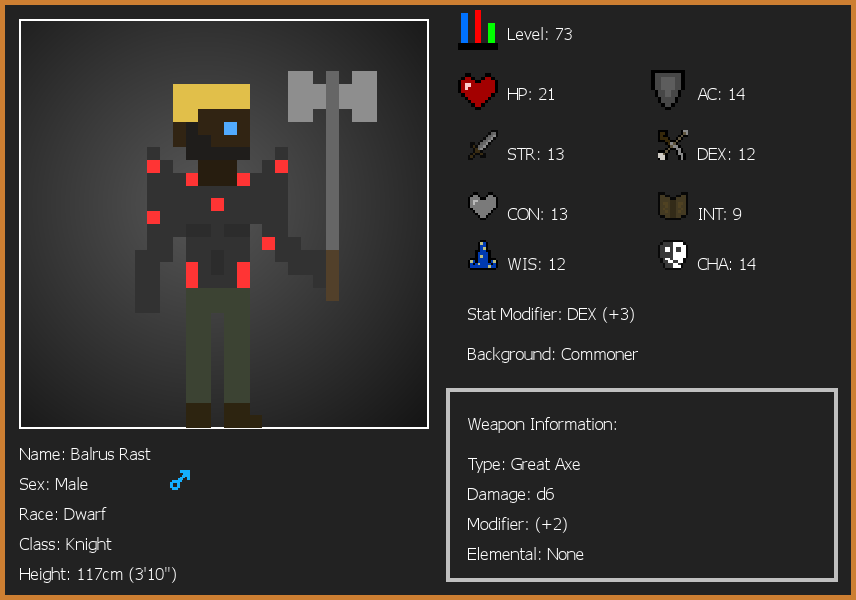 Level: 73
HP: 21
AC: 14
STR: 13
DEX: 12
CON: 13
INT: 9
WIS: 12
CHA: 14
Stat Modifier: DEX (+3)
Background: Commoner
Weapon Information:
Type: Great Axe
Damage: d6
Modifier: (+2)
Elemental: None
Name: Balrus Rast
Sex: Male
Race: Dwarf
Class: Knight
Height: 117cm (3'10")